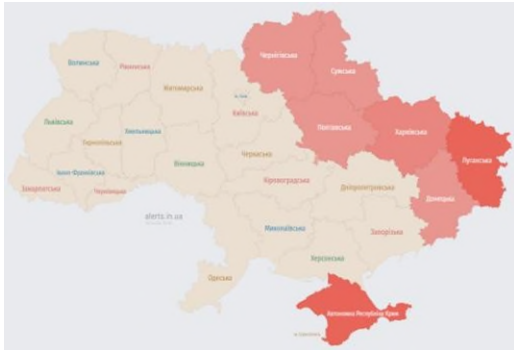 Чернігівська
Сумська
Волинська
Рівненська
Житомирська
Київська
Львівська
Тернопільська
Хмельницька
Полтавська
Харківська
Луганська
Черкаська
Вінницька
Івано-Франківська
Закарпатська
Чернівецька
Кіровоградська
Дніпропетровська
Донецька
alerts.in.ua
Миколаївська
Запорізька
Херсонська
Одеська
Автономна Республіка Крим